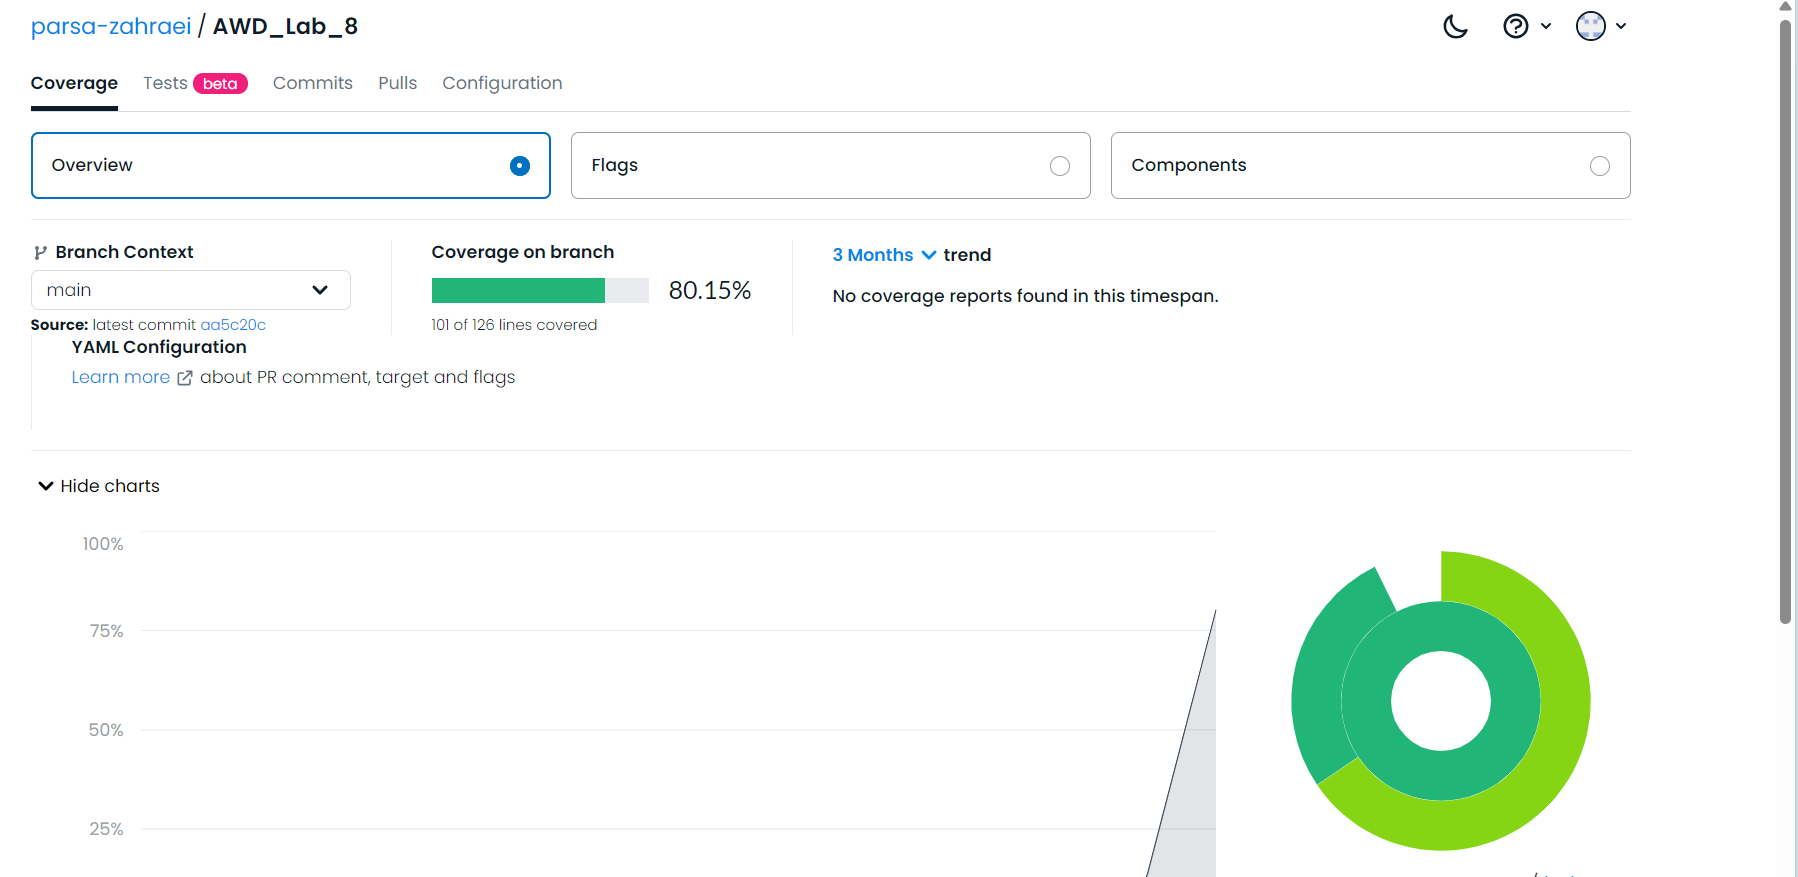 parsa-zahraei / AWD_Lab_8
Coverage Tests beta Commits Pulls Configuration
Overview
Flags
Components
Branch Context
main
Source: latest commit aa5c20c
Coverage on branch
80.15%
101 of 126 lines covered
3 Months trend
No coverage reports found in this timespan.
YAML Configuration
Learn more about PR comment, target and flags
Hide charts
100%
75%
50%
25%